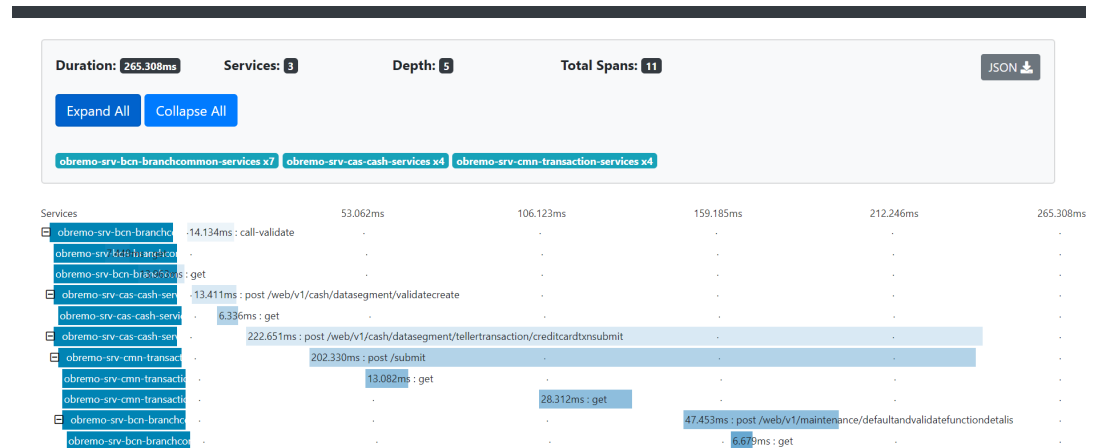 Duration: 265.308ms Services: 3 Depth: 5 Total Spans: 11 JSON
Expand All Collapse All
obremo-srv-bcn-branchcommon-services x7 obremo-srv-cas-cash-services x4 obremo-srv-cmn-transaction-services x4
Services 53.062ms 106.123ms 159.185ms 212.246ms 265.308ms
obremo-srv-bcn-branchco 14.134ms : call-validate
obremo-srv-bcn-branchcor : get
obremo-srv-bcn-branchcor : get
obremo-srv-cas-cash-serv 13.411ms : post /web/v1/cash/datasegment/validatecreate
obremo-srv-cas-cash-servi 6.336ms : get
obremo-srv-cas-cash-serv 222.651ms : post /web/v1/cash/datasegment/tellertransaction/creditcardtxnsubmit
obremo-srv-cmn-transact 202.330ms : post /submit
obremo-srv-cmn-transactic 13.082ms : get
obremo-srv-cmn-transactic 28.312ms : get
obremo-srv-bcn-branchc 47.453ms : post /web/v1/maintenance/defaultandvalidatefunctiondetalis
obremo-srv-bcn-branchcor 6.679ms : get